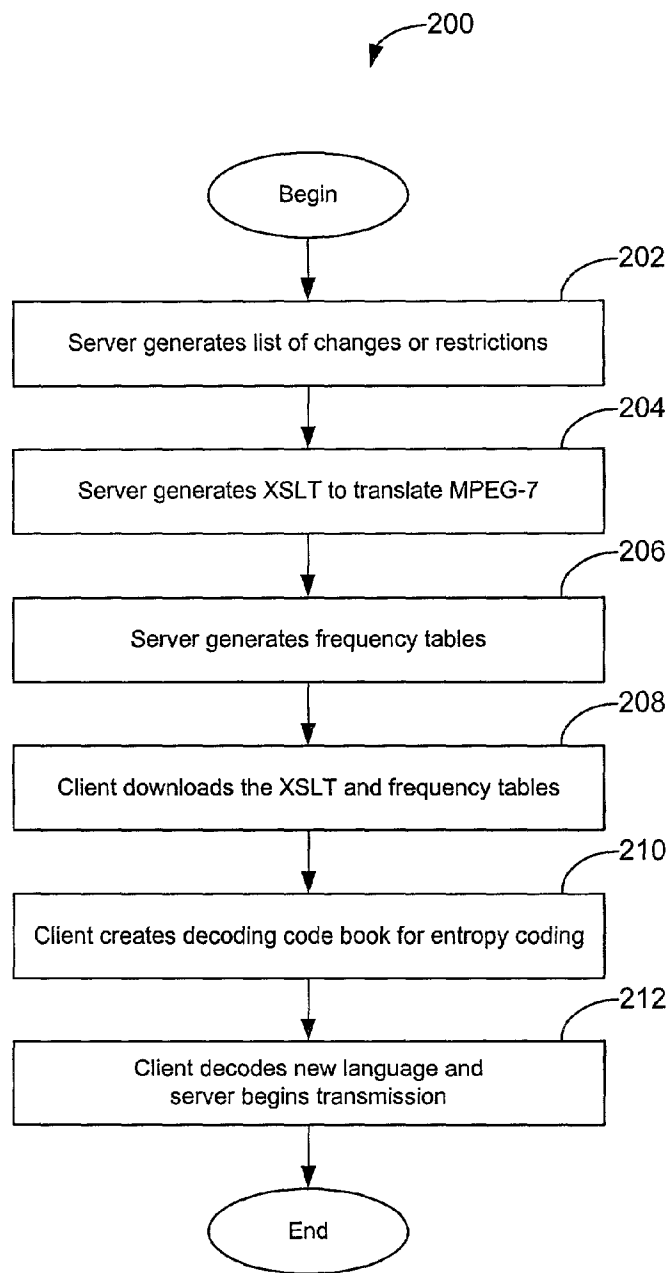 200
Begin
202
Server generates list of changes or restrictions
204
Server generates XSLT to translate MPEG-7
206
Server generates frequency tables
208
Client downloads the XSLT and frequency tables
210
Client creates decoding code book for entropy coding
212
Client decodes new language and
server begins transmission
End